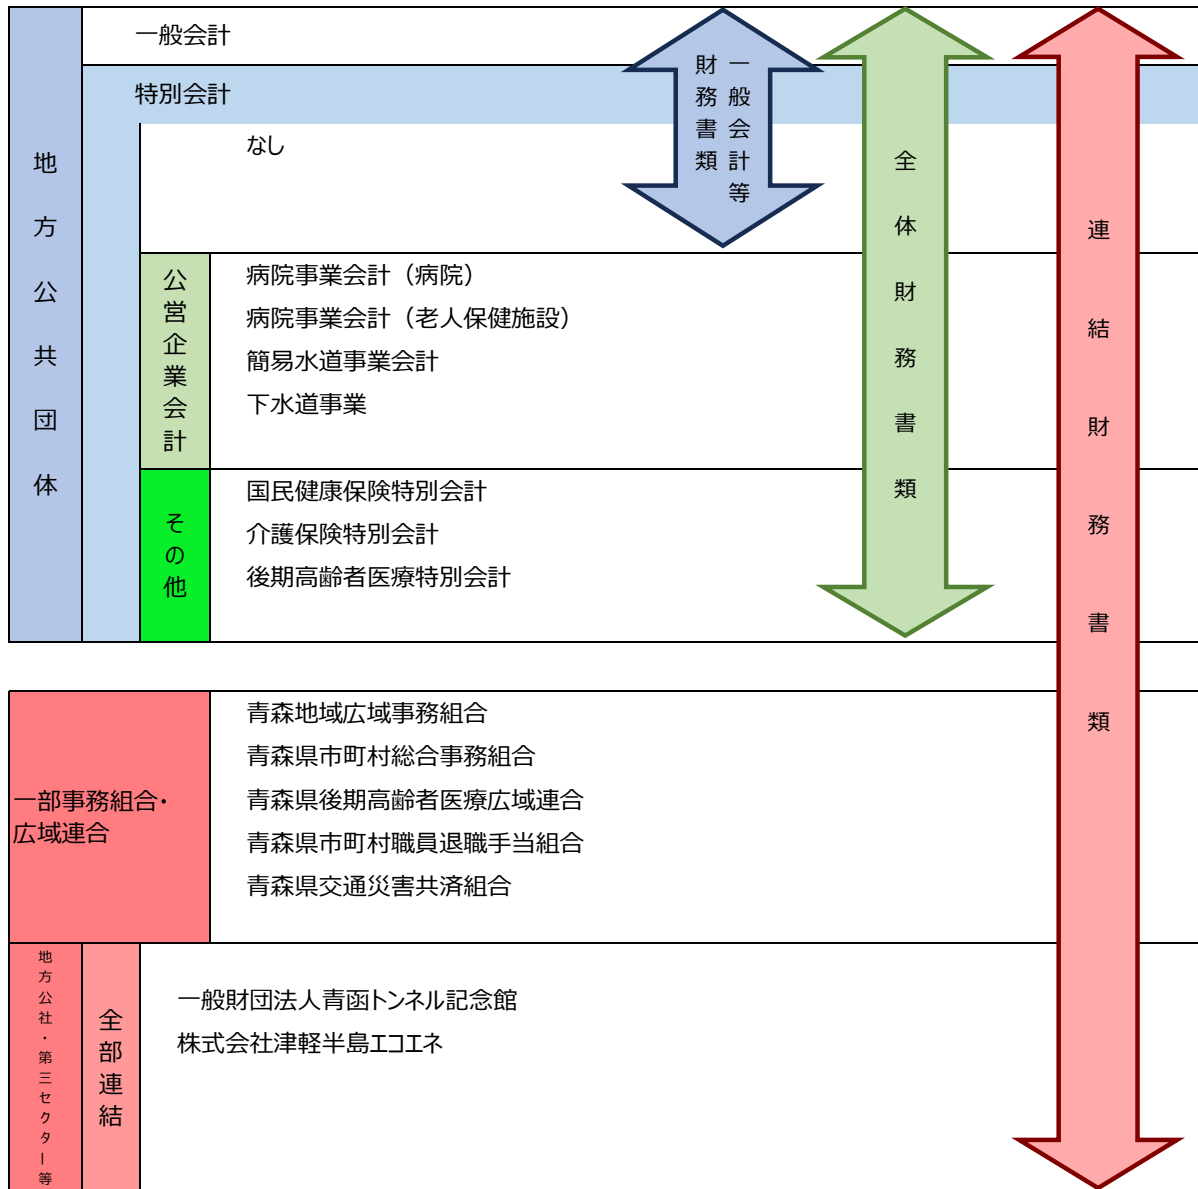 地方公共団体
一般会計
特別会計
なし
公営企業会計
病院事業会計（病院）
病院事業会計（老人保健施設）
簡易水道事業会計
下水道事業
その他
国民健康保険特別会計
介護保険特別会計
後期高齢者医療特別会計
一般会計等
財務書類
全体財務書類
連結財務書類
一部事務組合・
広域連合
青森地域広域事務組合
青森県市町村総合事務組合
青森県後期高齢者医療広域連合
青森県市町村職員退職手当組合
青森県交通災害共済組合
地方公社・第三セクター等
全部連結
一般財団法人青函トンネル記念館
株式会社津軽半島エコエネ